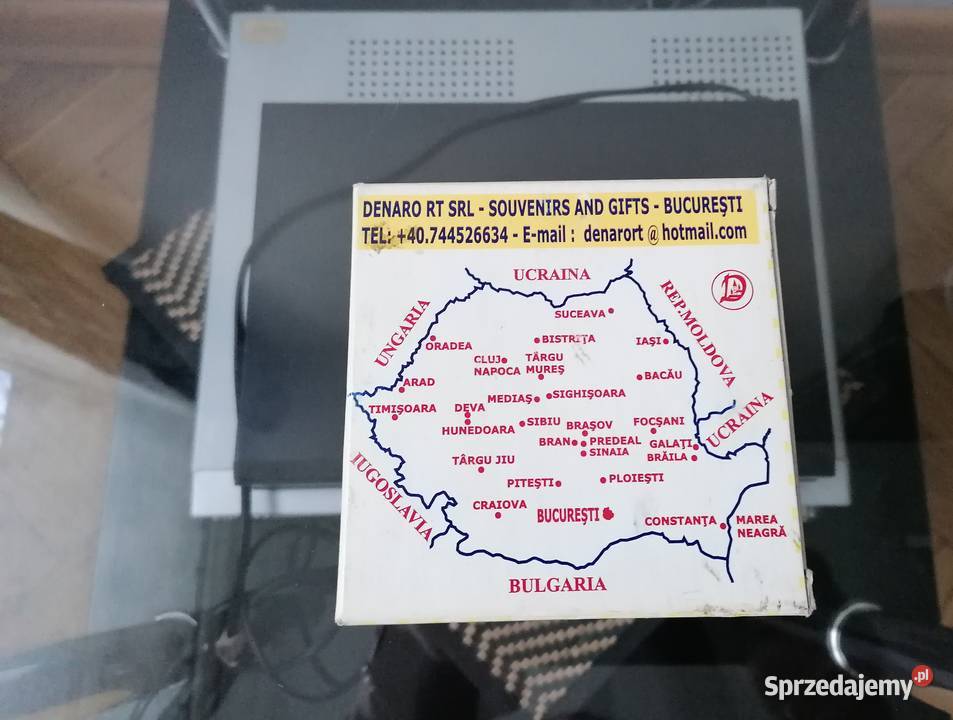 DENARO RT SRL - SOUVENIRS AND GIFTS - BUCUREŞTI
TEL: +40.744526634 - E-mail : denarort @ hotmail.com
UCRAINA
D
REP.MOLDOVA
UNGARIA
SUCEAVA
BISTRIŢA
IAŞI
ORADEA
CLUJ
NAPOCA
TÂRGU
MUREŞ
BACĂU
ARAD
SIGHIŞOARA
MEDIAŞ
TIMIŞOARA
DEVA
HUNEDOARA
SIBIU
BRAŞOV
FOCŞANI
UCRAINA
BRAN
PREDEAL
SINAIA
GALAŢI
BRĂILA
TÂRGU JIU
IUGOSLAVIA
PITEŞTI
PLOIEŞTI
CRAIOVA
BUCUREŞTI
CONSTANŢA
MAREA
NEAGRĂ
BULGARIA
Sprzedajemy.pl